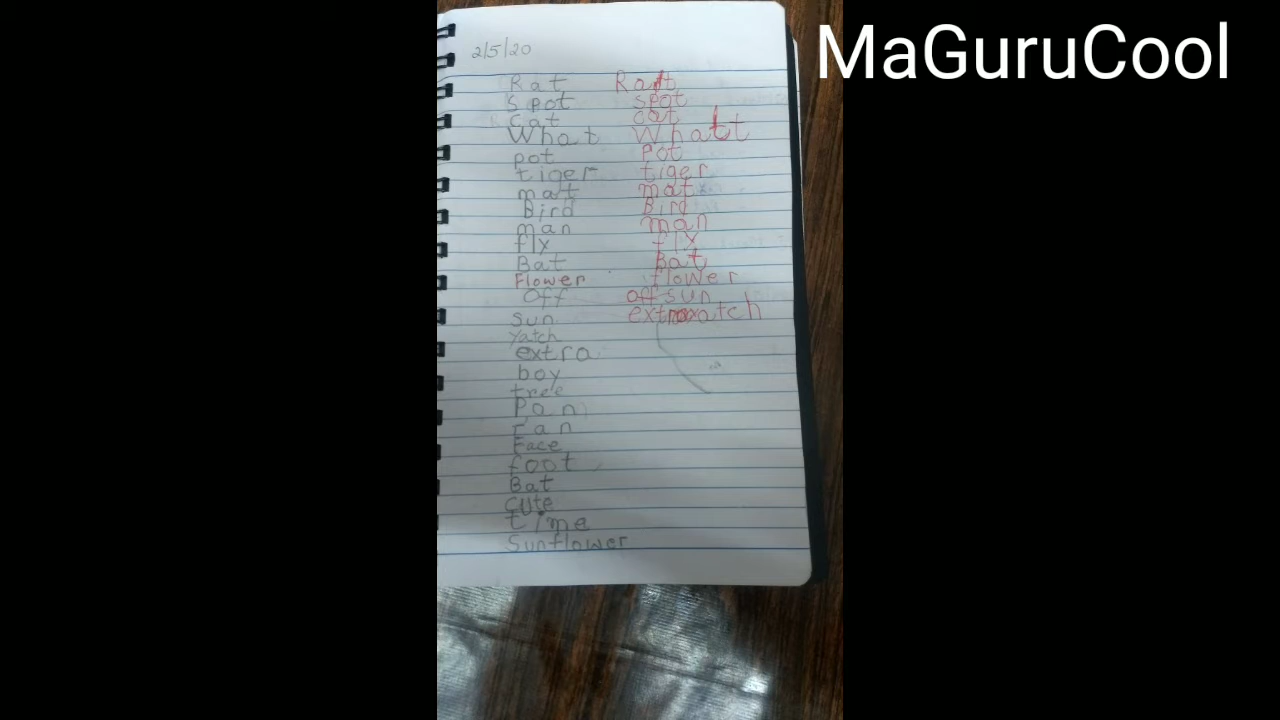 MaGuruCool
2/5/20
Rat Raft
Spot spot
Cat cat
What Whatt
pot Pot
tiger tiger
mat mat
Bird Bird
man man
fly fly
Bat Bat
Flower flower
Off off sun
Sun
Yatch
extra
boy
tree
Pan
Fan
Face
foot
Bat
cute
time
Sunflower